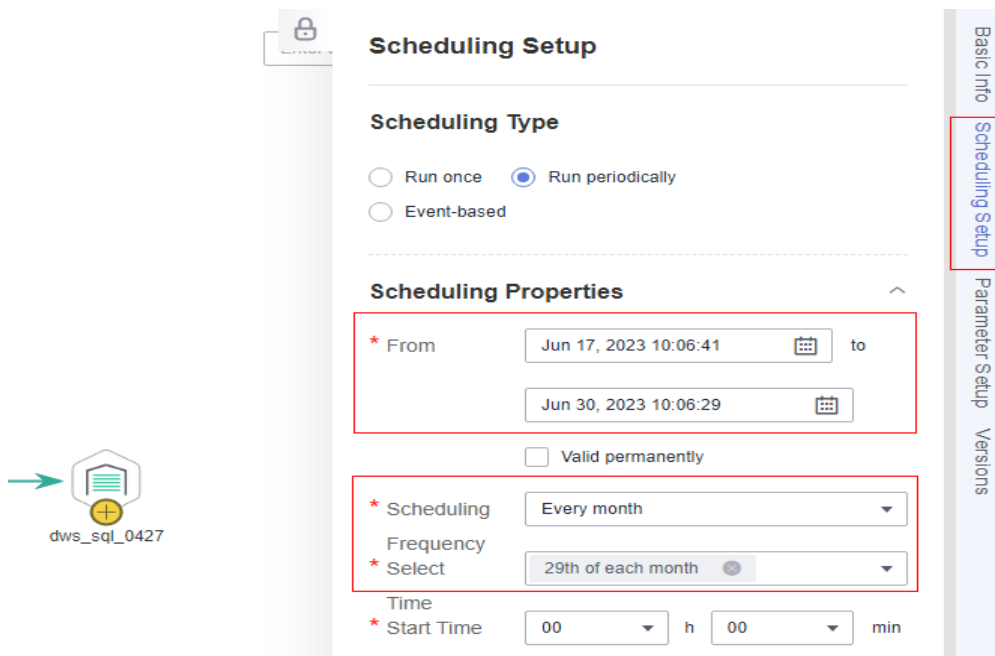 Scheduling Setup
Scheduling Type
Run once Run periodically
Event-based
Scheduling Properties
* From Jun 17, 2023 10:06:41 to
Jun 30, 2023 10:06:29
Valid permanently
* Scheduling Every month
Frequency
* Select 29th of each month
Time
* Start Time 00 h 00 min
dws_sql_0427
Basic Info
Scheduling Setup
Parameter Setup
Versions